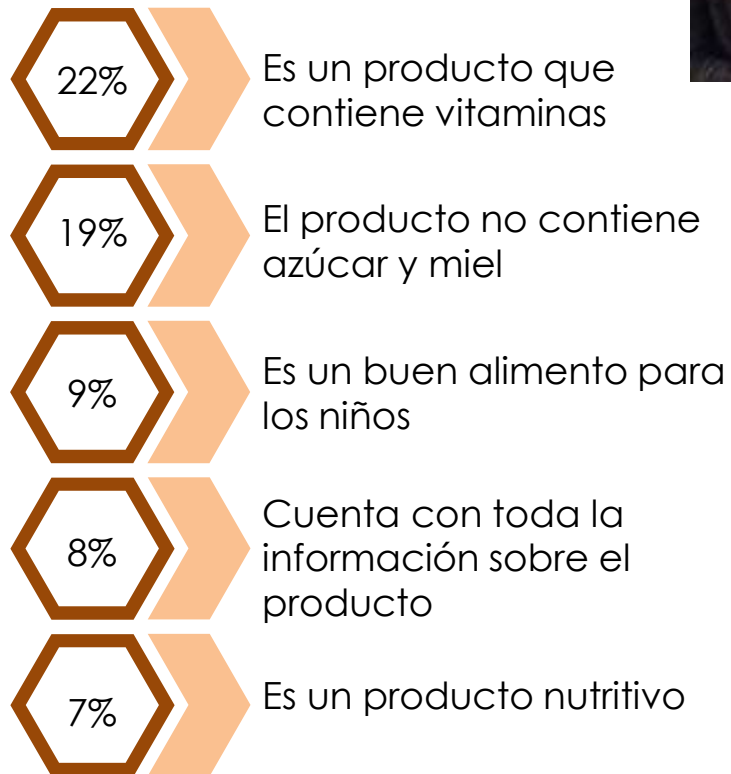 22%
Es un producto que
contiene vitaminas
19%
El producto no contiene
azúcar y miel
9%
Es un buen alimento para
los niños
8%
Cuenta con toda la
información sobre el
producto
7%
Es un producto nutritivo